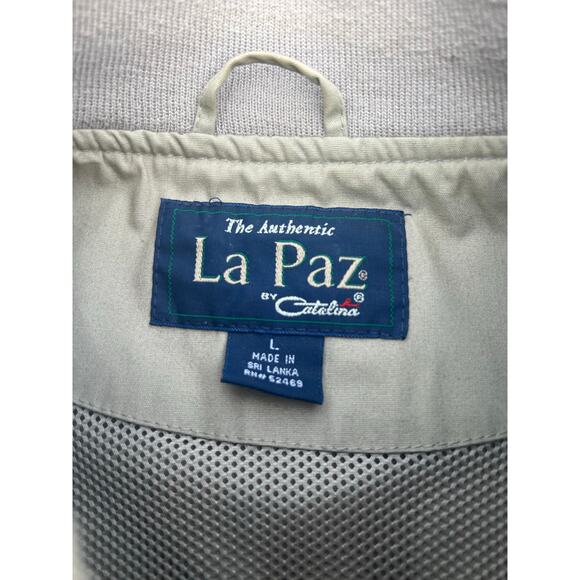 The Authentic
La Paz®
BY Catalina®
L
MADE IN
SRI LANKA
RN# 52469